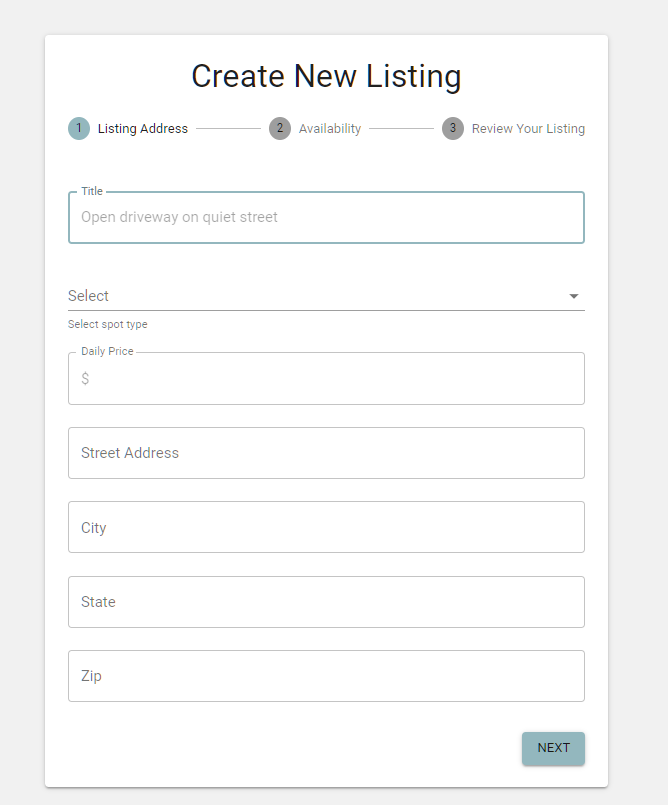 Create New Listing
1 Listing Address 2 Availability 3 Review Your Listing
Title
Open driveway on quiet street
Select
Select spot type
Daily Price
$
Street Address
City
State
Zip
NEXT